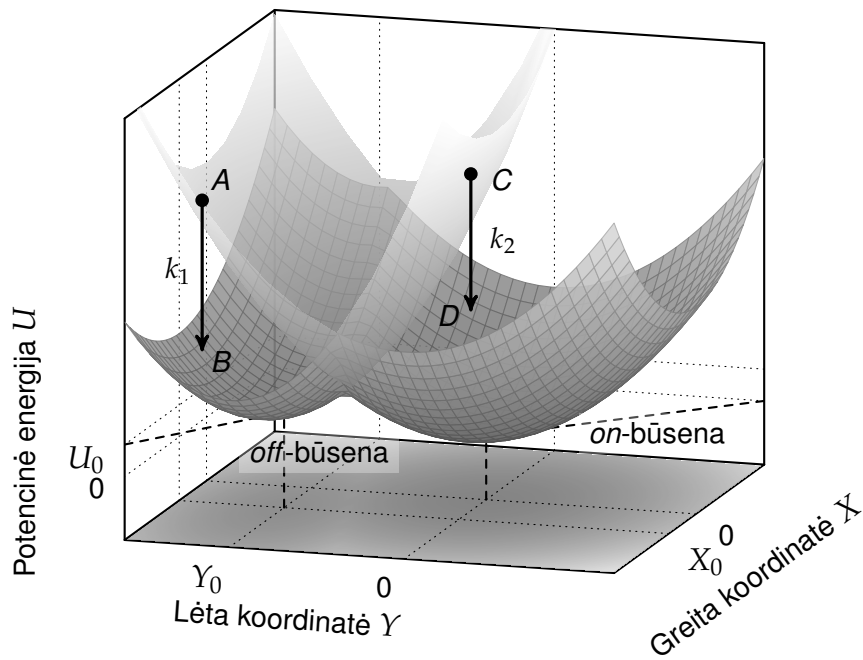 A
C
k₁
k₂
D
B
Potencinė energija U
U₀
0
off-būsena
on-būsena
Y₀
0
Lėta koordinatė Y
X₀
0
Greita koordinatė X